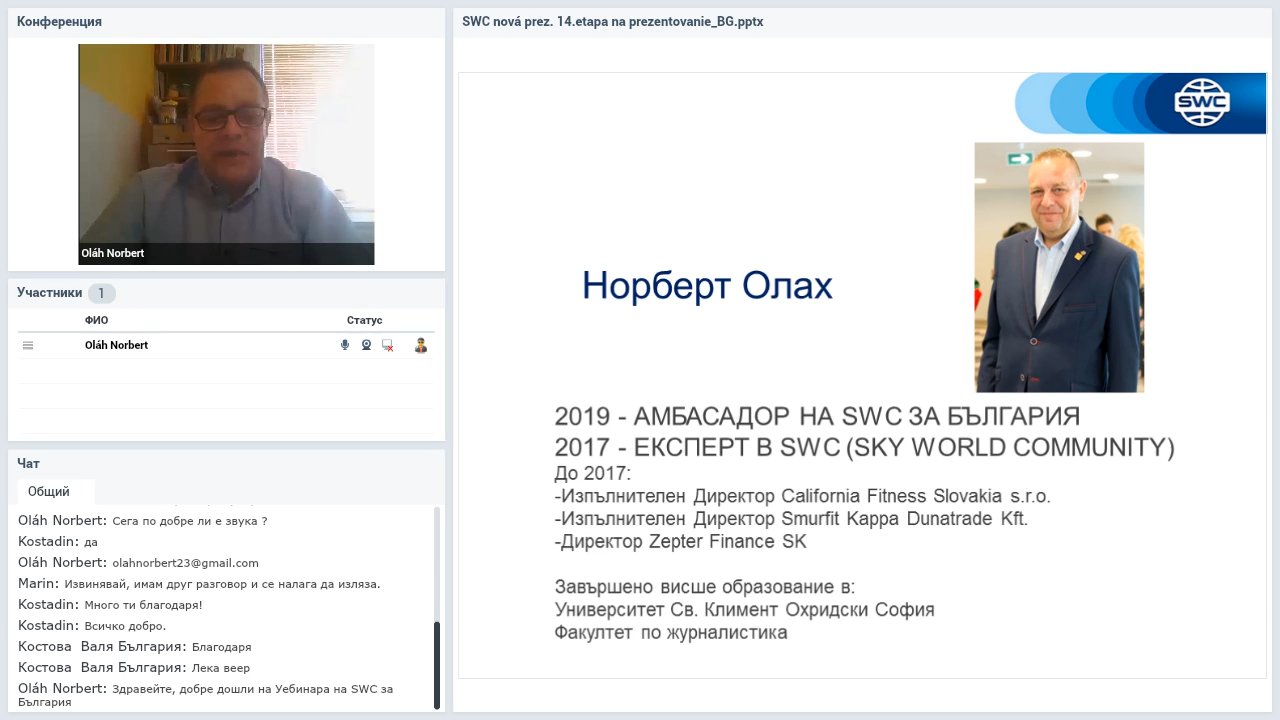 Конференция
Oláh Norbert
Участники 1
ФИО Статус
Oláh Norbert
Чат
Общий
Oláh Norbert: Сега по добре ли е звука ?
Kostadin: да
Oláh Norbert: olahnorbert23@gmail.com
Marin: Извинявай, имам друг разговор и се налага да изляза.
Kostadin: Много ти благодаря!
Kostadin: Всичко добро.
Костова Валя България: Благодаря
Костова Валя България: Лека веер
Oláh Norbert: Здравейте, добре дошли на Уебинара на SWC за
България
SWC nová prez. 14.etapa na prezentovanie_BG.pptx
SWC
Норберт Олах
2019 - АМБАСАДОР НА SWC ЗА БЪЛГАРИЯ
2017 - ЕКСПЕРТ В SWC (SKY WORLD COMMUNITY)
До 2017:
-Изпълнителен Директор California Fitness Slovakia s.r.o.
-Изпълнителен Директор Smurfit Kappa Dunatrade Kft.
-Директор Zepter Finance SK
Завършено висше образование в:
Университет Св. Климент Охридски София
Факултет по журналистика